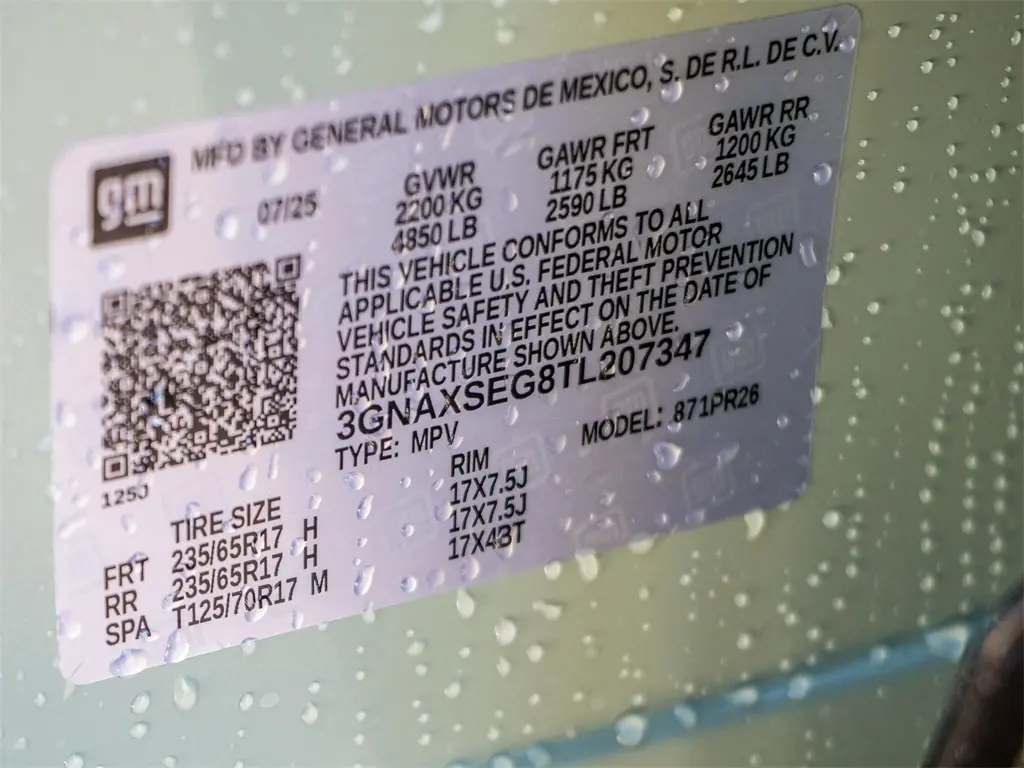 MFD BY GENERAL MOTORS DE MEXICO, S. DE R.L. DE C.V.
gm
07/25
GVWR
2200 KG
4850 LB
GAWR FRT
1175 KG
2590 LB
GAWR RR
1200 KG
2645 LB
THIS VEHICLE CONFORMS TO ALL
APPLICABLE U.S. FEDERAL MOTOR
VEHICLE SAFETY AND THEFT PREVENTION
STANDARDS IN EFFECT ON THE DATE OF
MANUFACTURE SHOWN ABOVE.
3GNAXSEG8TL207347
TYPE: MPV MODEL: 871PR26
125J
TIRE SIZE RIM
FRT 235/65R17 H 17X7.5J
RR 235/65R17 H 17X7.5J
SPA T125/70R17 M 17X4BT